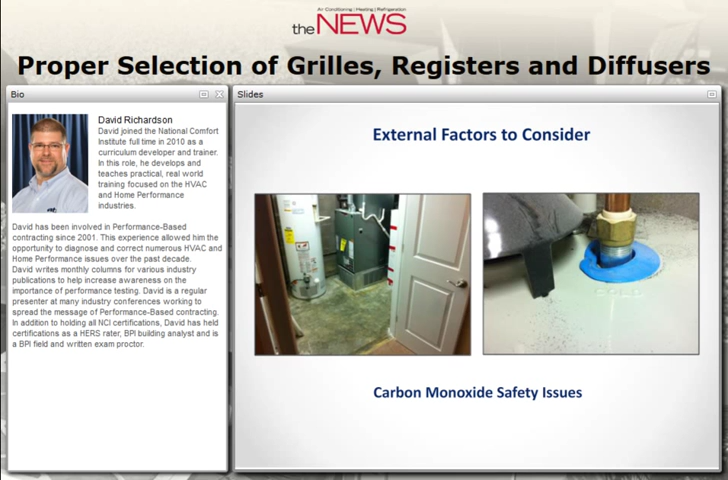 Air Conditioning | Heating | Refrigeration
the NEWS
Proper Selection of Grilles, Registers and Diffusers
Bio
David Richardson
David joined the National Comfort
Institute full time in 2010 as a
curriculum developer and trainer.
In this role, he develops and
teaches practical, real world
training focused on the HVAC
and Home Performance
industries.
David has been involved in Performance-Based
contracting since 2001. This experience allowed him the
opportunity to diagnose and correct numerous HVAC and
Home Performance issues over the past decade.
David writes monthly columns for various industry
publications to help increase awareness on the
importance of performance testing. David is a regular
presenter at many industry conferences working to
spread the message of Performance-Based contracting.
In addition to holding all NCI certifications, David has held
certifications as a HERS rater, BPI building analyst and is
a BPI field and written exam proctor.
Slides
External Factors to Consider
COLD
Carbon Monoxide Safety Issues